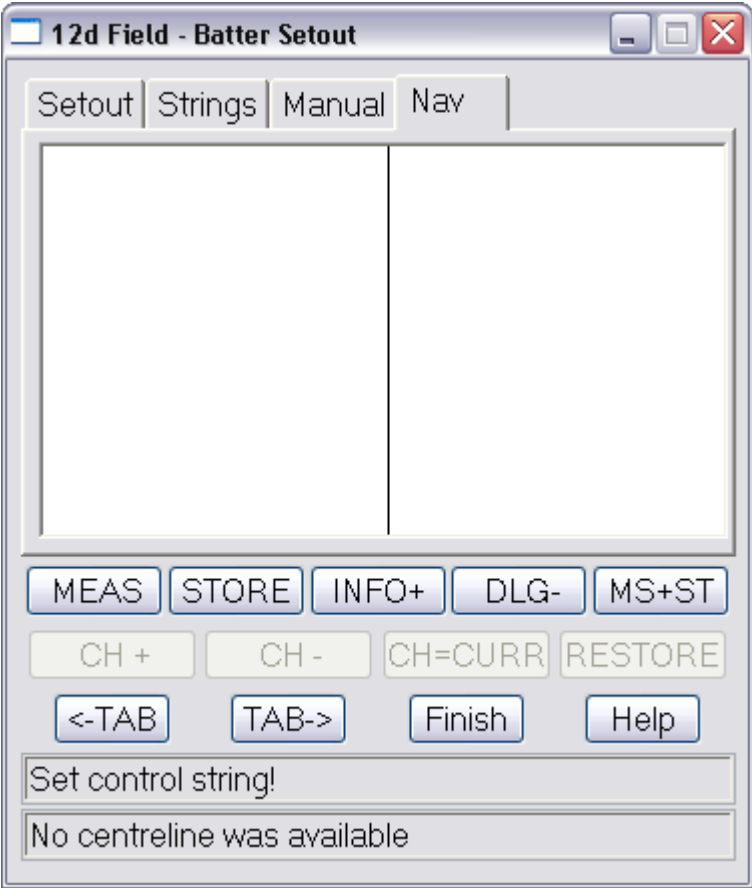 12d Field - Batter Setout
Setout Strings Manual Nav
MEAS STORE INFO+ DLG- MS+ST
CH + CH - CH=CURR RESTORE
<-TAB TAB-> Finish Help
Set control string!
No centreline was available